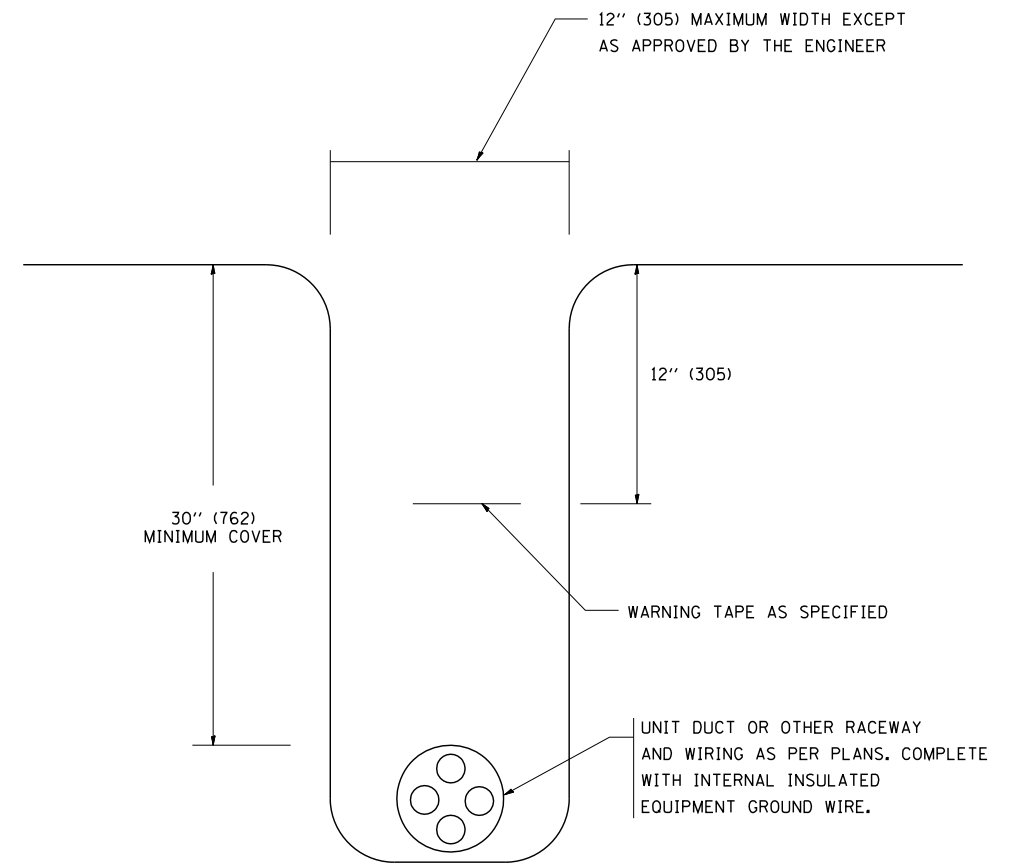 12'' (305) MAXIMUM WIDTH EXCEPT
AS APPROVED BY THE ENGINEER
12'' (305)
30'' (762)
MINIMUM COVER
WARNING TAPE AS SPECIFIED
UNIT DUCT OR OTHER RACEWAY
AND WIRING AS PER PLANS. COMPLETE
WITH INTERNAL INSULATED
EQUIPMENT GROUND WIRE.